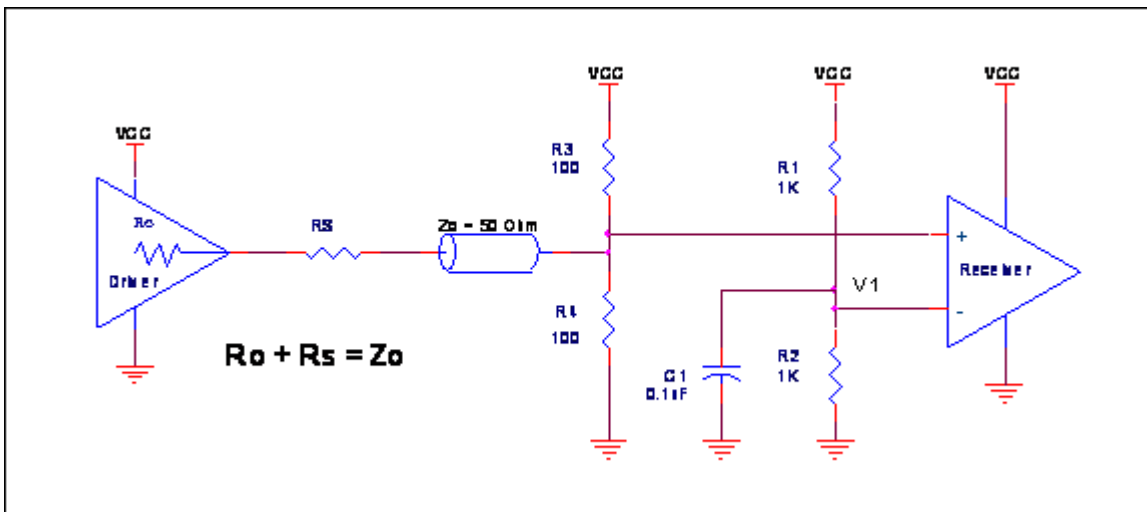 VCC
VCC
VCC
VCC
R3
100
R1
1K
Ro
RS
Zo = 50 Ohm
+
Receiver
Driver
V1
-
R4
100
Ro + Rs = Zo
R2
1K
C1
0.1uF